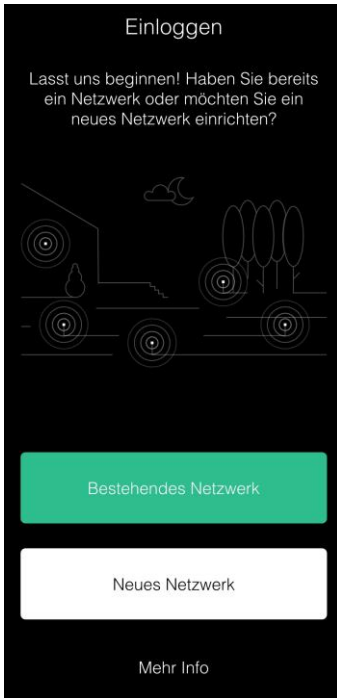 Einloggen
Lasst uns beginnen! Haben Sie bereits
ein Netzwerk oder möchten Sie ein
neues Netzwerk einrichten?
Bestehendes Netzwerk
Neues Netzwerk
Mehr Info